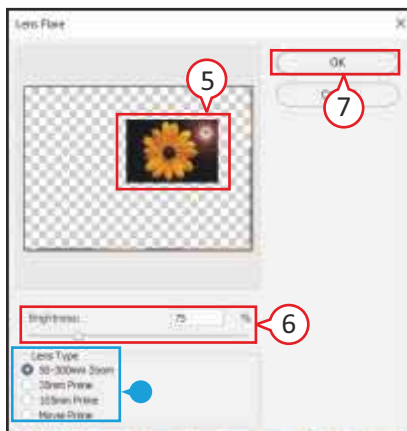 Lens Flare
×
5
OK
7
Brightness: 75 %
6
Lens Type
50-300mm Zoom
35mm Prime
105mm Prime
Movie Prime